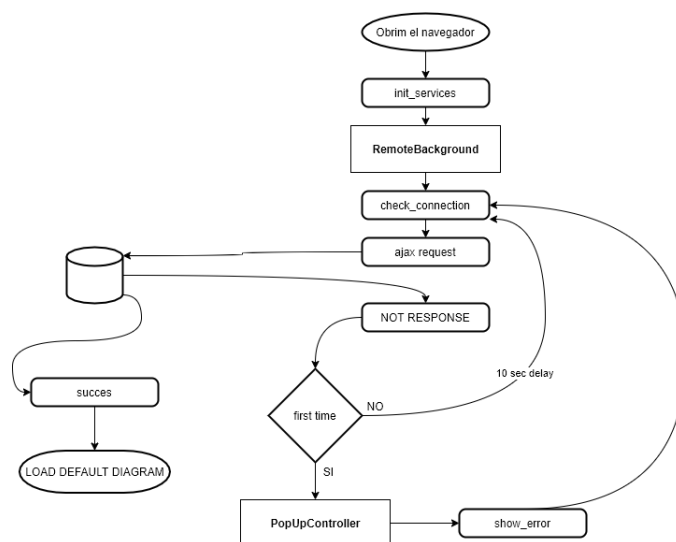 Obrim el navegador
init_services
RemoteBackground
check_connection
ajax request
NOT RESPONSE
10 sec delay
succes
first time
NO
LOAD DEFAULT DIAGRAM
SI
PopUpController
show_error